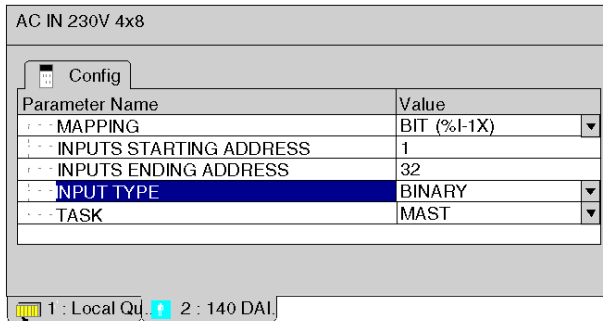 AC IN 230V 4x8
Config
Parameter Name Value
MAPPING BIT (%I-1X)
INPUTS STARTING ADDRESS 1
INPUTS ENDING ADDRESS 32
INPUT TYPE BINARY
TASK MAST
1 : Local Qu... 2 : 140 DAI.